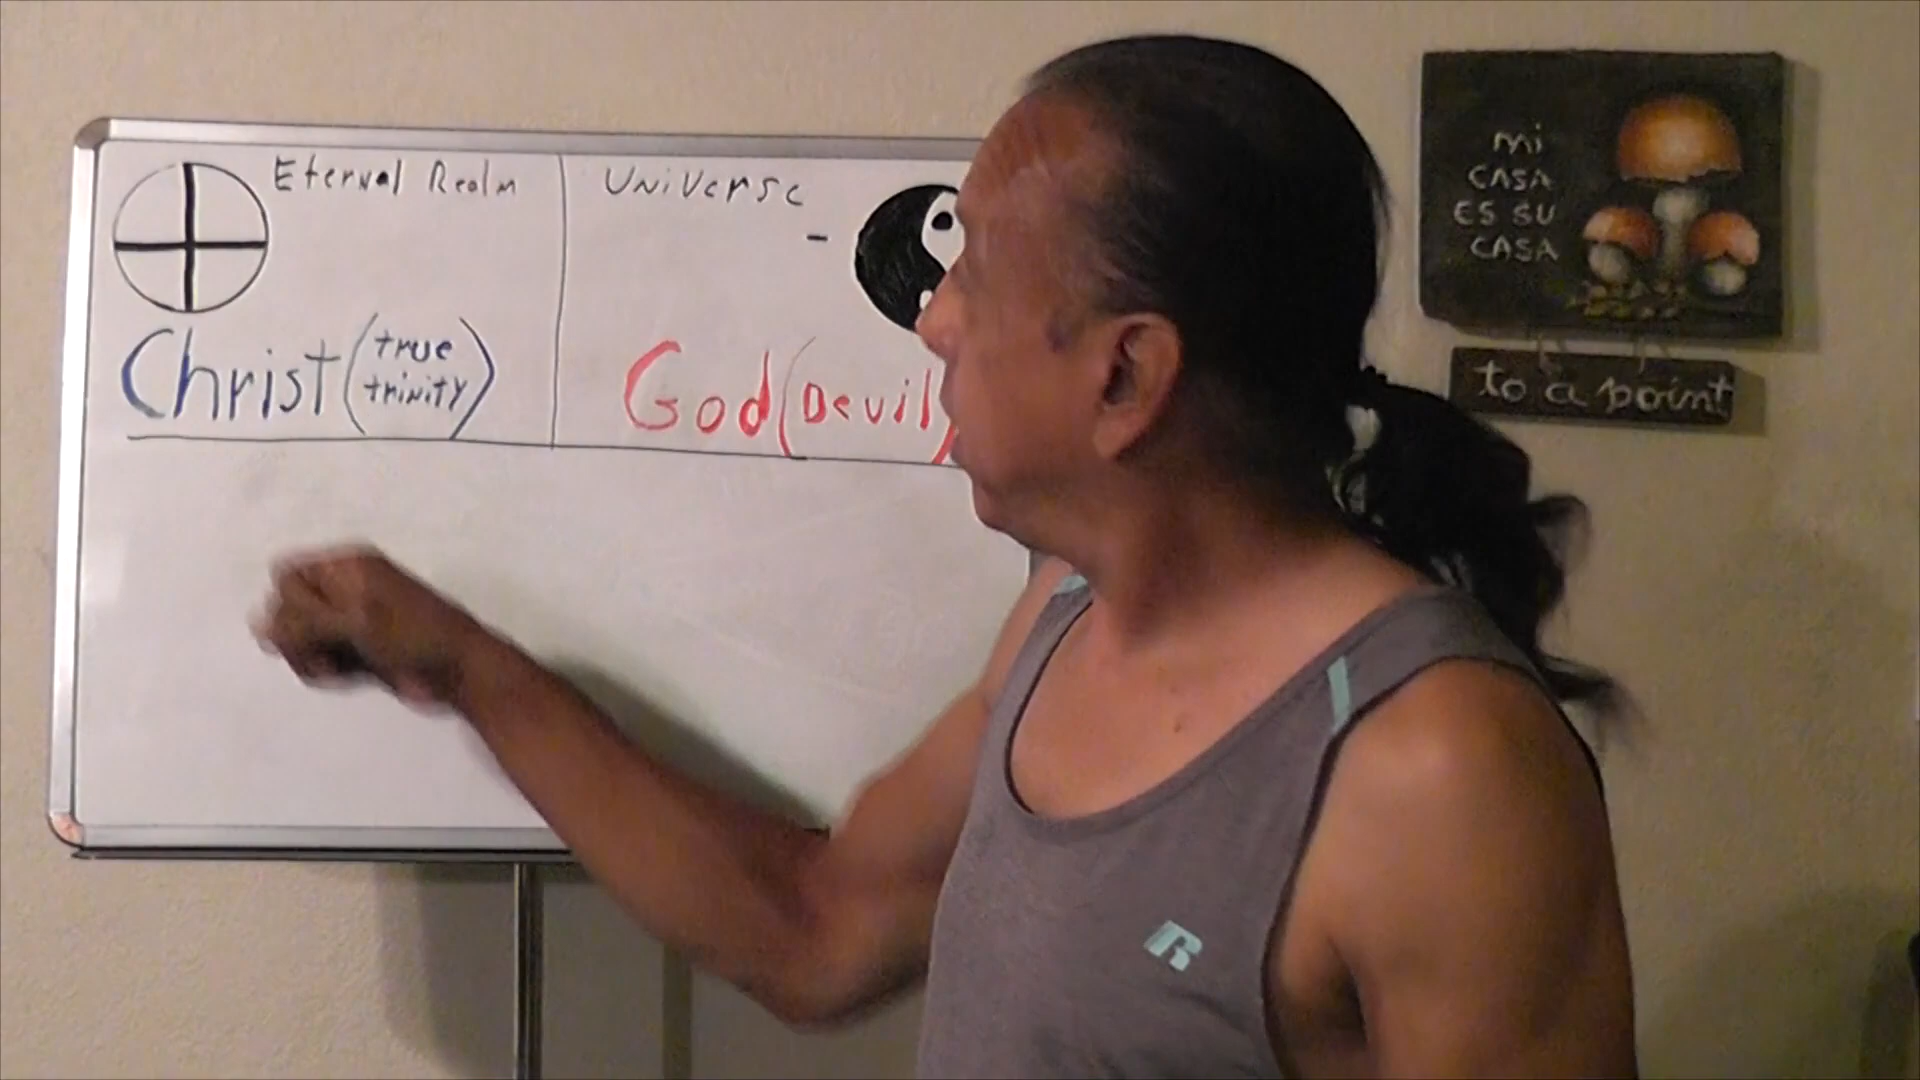 Eternal Realm
Christ (true trinity)
Universe
-
God (Devil)
mi
CASA
ES SU
CASA
to a point
R